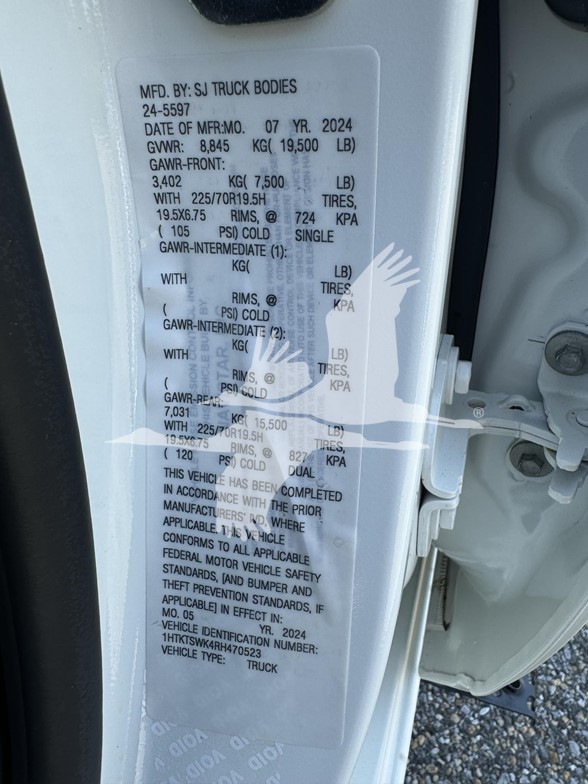 MFD. BY: SJ TRUCK BODIES
24-5597
DATE OF MFR:MO. 07 YR. 2024
GVWR: 8,845 KG( 19,500 LB)
GAWR-FRONT:
3,402 KG( 7,500 LB)
WITH 225/70R19.5H TIRES,
19.5X6.75 RIMS, @ 724 KPA
( 105 PSI) COLD SINGLE
GAWR-INTERMEDIATE (1):
KG( LB)
WITH TIRES,
RIMS, @ KPA
( PSI) COLD
GAWR-INTERMEDIATE (2):
KG( LB)
WITH TIRES,
RIMS, @ KPA
( PSI) COLD
GAWR-REAR:
7,031 KG( 15,500 LB)
WITH 225/70R19.5H TIRES,
19.5X6.75 RIMS, @ 827 KPA
( 120 PSI) COLD DUAL
THIS VEHICLE HAS BEEN COMPLETED
IN ACCORDANCE WITH THE PRIOR
MANUFACTURERS' IVD, WHERE
APPLICABLE. THIS VEHICLE
CONFORMS TO ALL APPLICABLE
FEDERAL MOTOR VEHICLE SAFETY
STANDARDS, [AND BUMPER AND
THEFT PREVENTION STANDARDS, IF
APPLICABLE] IN EFFECT IN:
MO. 05 YR. 2024
VEHICLE IDENTIFICATION NUMBER:
1HTKTSWK4RH470523
VEHICLE TYPE: TRUCK
VOID VOID VOID
®